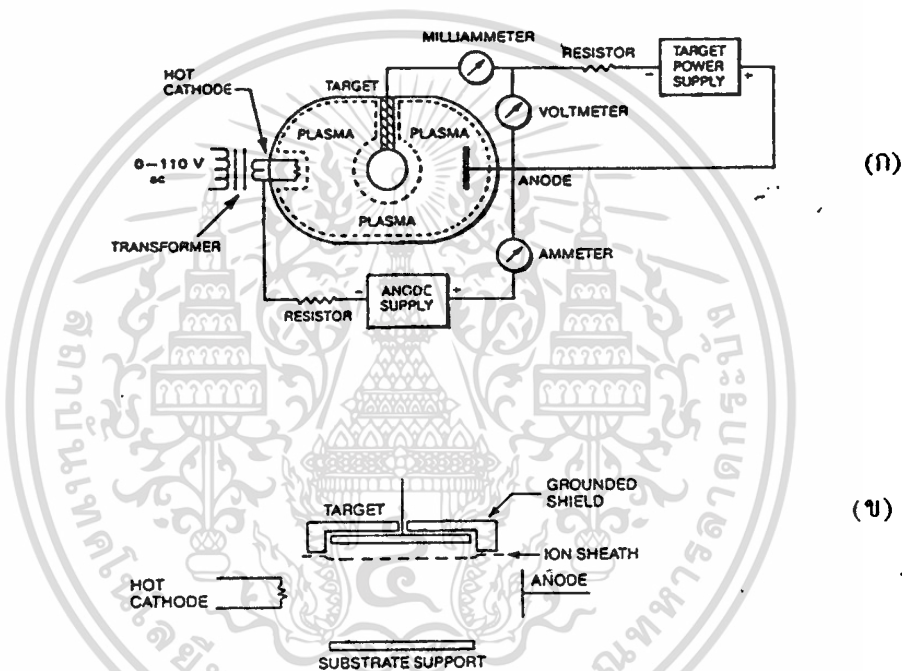 MILLIAMMETER
RESISTOR
TARGET
POWER
SUPPLY
HOT
CATHODE
TARGET
PLASMA
PLASMA
VOLTMETER
0-110 V
ac
ANODE
(ก)
PLASMA
TRANSFORMER
AMMETER
ANODE
SUPPLY
RESISTOR
- +
- +
GROUNDED
SHIELD
TARGET
(ข)
ION SHEATH
HOT
CATHODE
ANODE
SUBSTRATE SUPPORT